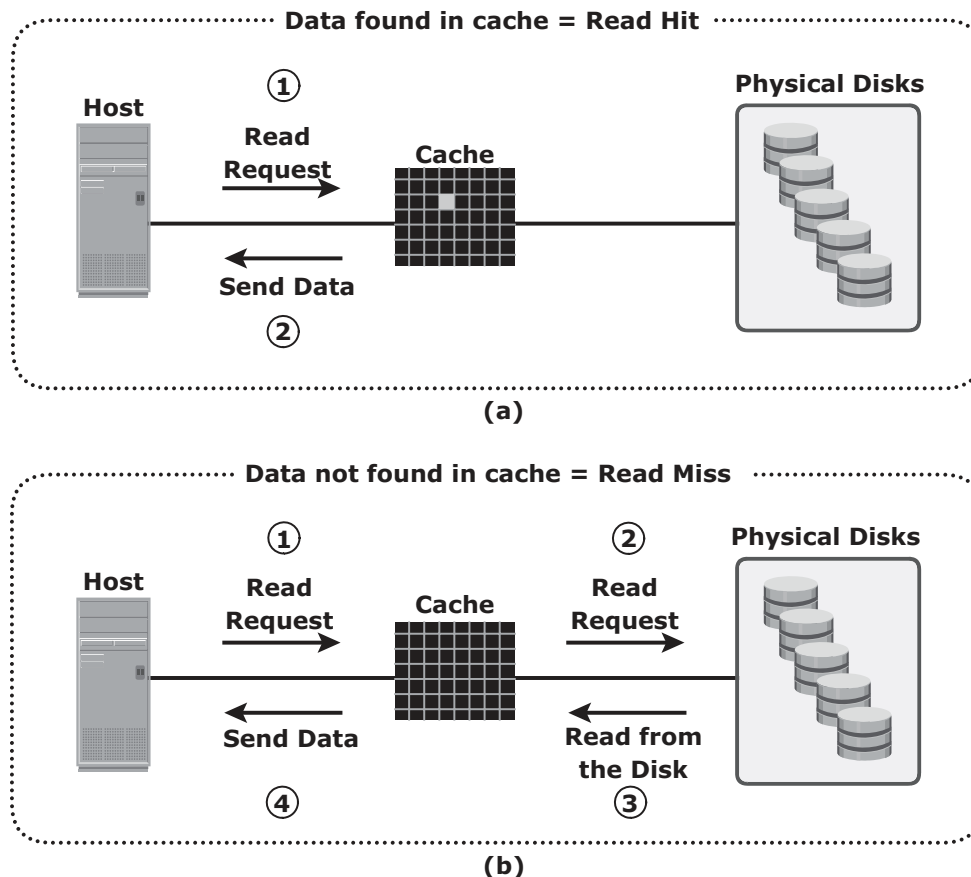 Data found in cache = Read Hit
1
Physical Disks
Host
Read
Request
Cache
Send Data
2
(a)
Data not found in cache = Read Miss
1
2
Physical Disks
Host
Read
Request
Cache
Read
Request
Send Data
Read from
the Disk
4
3
(b)